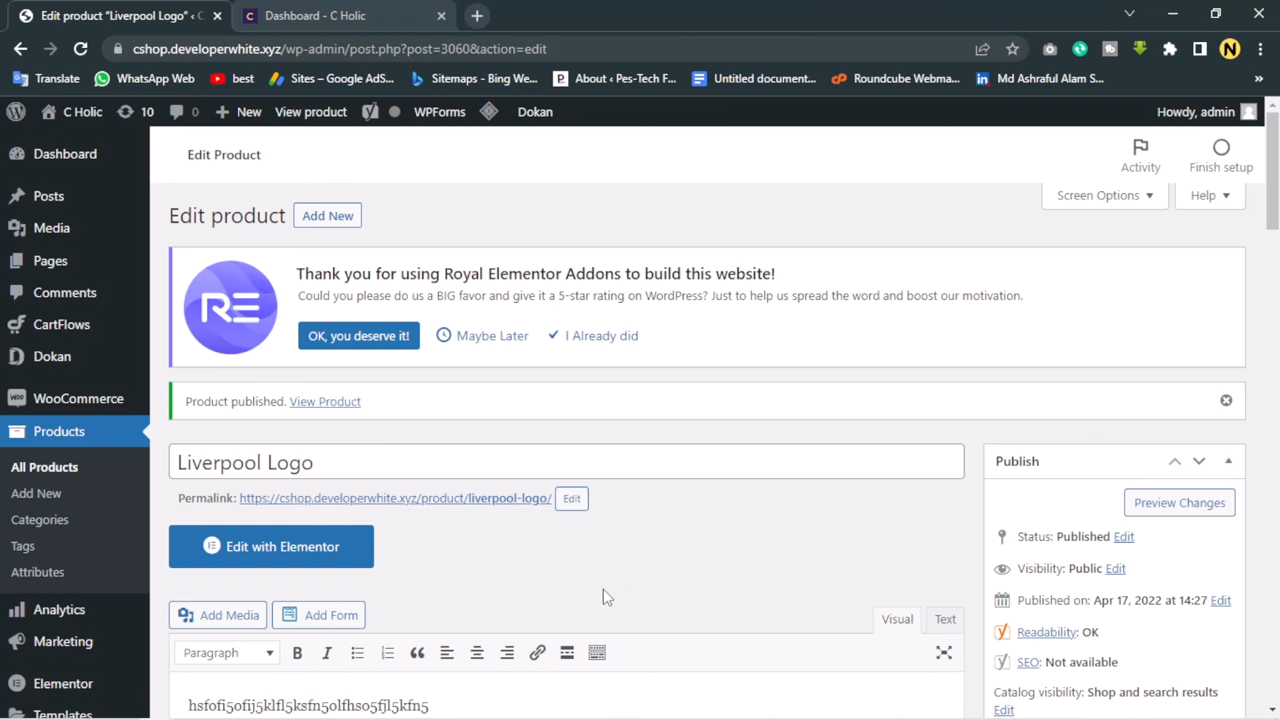 Edit product "Liverpool Logo" ‹ C
Dashboard - C Holic
cshop.developerwhite.xyz/wp-admin/post.php?post=3060&action=edit
N
Translate
WhatsApp Web
best
Sites – Google AdS...
Sitemaps - Bing We...
About ‹ Pes-Tech F...
Untitled document...
Roundcube Webma...
Md Ashraful Alam S...
»
C Holic
10
0
New
View product
WPForms
Dokan
Howdy, admin
Dashboard
Posts
Media
Pages
Comments
CartFlows
Dokan
WooCommerce
Products
All Products
Add New
Categories
Tags
Attributes
Analytics
Marketing
Elementor
Templates
Edit Product
Activity
Finish setup
Screen Options
Help
Edit product
Add New
RE
Thank you for using Royal Elementor Addons to build this website!
Could you please do us a BIG favor and give it a 5-star rating on WordPress? Just to help us spread the word and boost our motivation.
OK, you deserve it!
Maybe Later
I Already did
Product published. View Product
Liverpool Logo
Permalink: https://cshop.developerwhite.xyz/product/liverpool-logo/
Edit
Edit with Elementor
Add Media
Add Form
Visual
Text
Paragraph
B
I
hsfofi5ofij5klfl5ksfn5olfhso5fjl5kfn5
Publish
Preview Changes
Status: Published Edit
Visibility: Public Edit
Published on: Apr 17, 2022 at 14:27 Edit
Readability: OK
SEO: Not available
Catalog visibility: Shop and search results
Edit